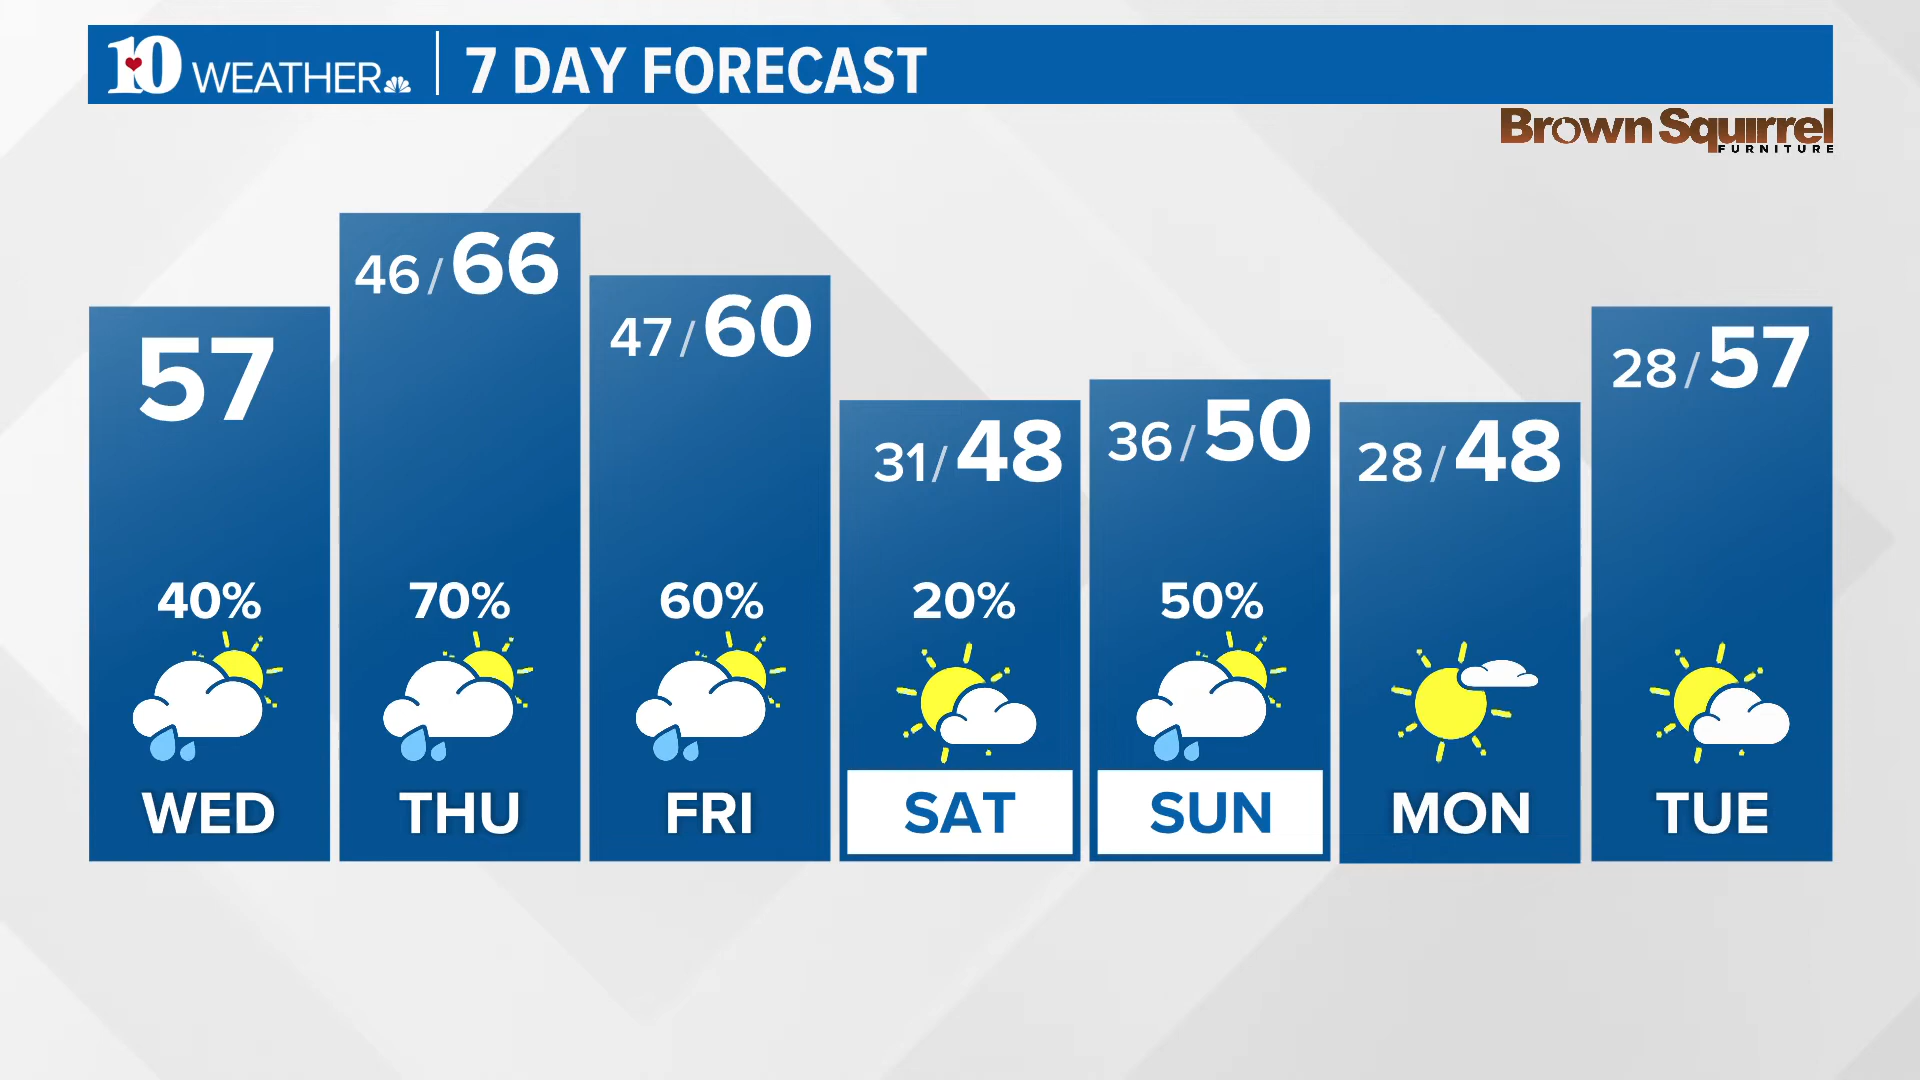 10 WEATHER 7 DAY FORECAST
Brown Squirrel
FURNITURE
57
46/66
47/60
31/48
36/50
28/48
28/57
40%
70%
60%
20%
50%
WED
THU
FRI
SAT
SUN
MON
TUE